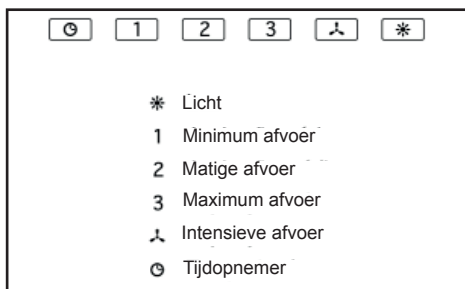 1 2 3
Licht
1 Minimum afvoer
2 Matige afvoer
3 Maximum afvoer
Intensieve afvoer
Tijdopnemer